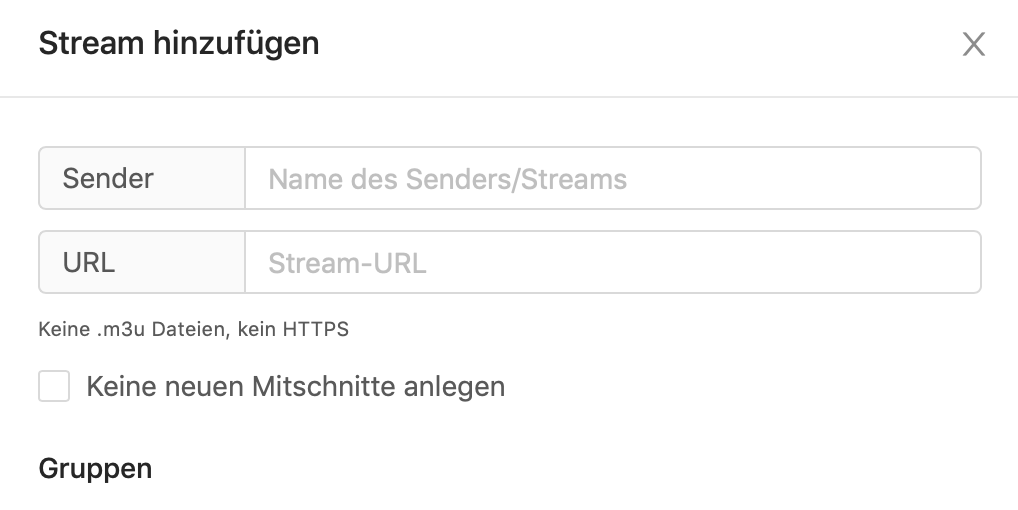 Stream hinzufügen
Sender
Name des Senders/Streams
URL
Stream-URL
Keine .m3u Dateien, kein HTTPS
Keine neuen Mitschnitte anlegen
Gruppen